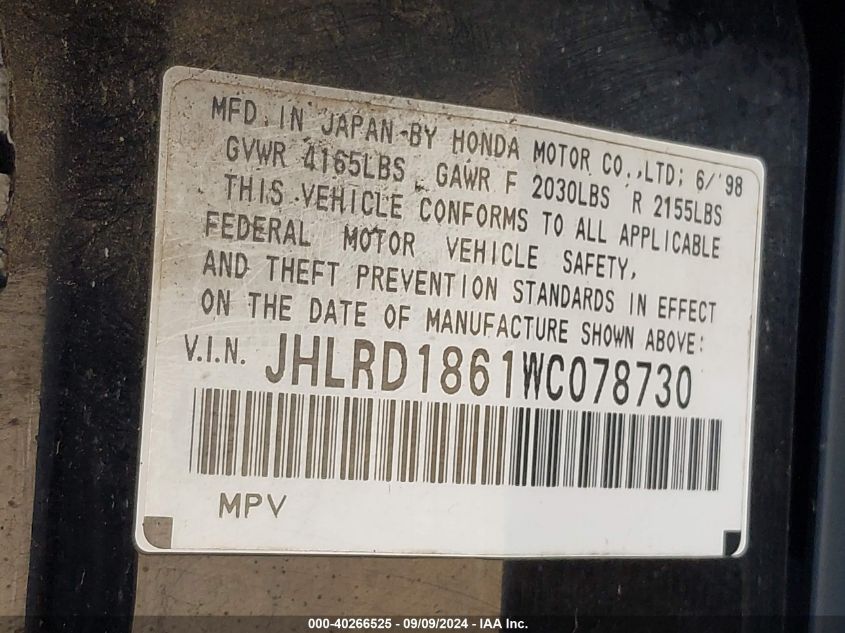 MFD. IN JAPAN BY HONDA MOTOR CO.,LTD; 6/'98
GVWR 4165LBS GAWR F 2030LBS R 2155LBS
THIS VEHICLE CONFORMS TO ALL APPLICABLE
FEDERAL MOTOR VEHICLE SAFETY,
AND THEFT PREVENTION STANDARDS IN EFFECT
ON THE DATE OF MANUFACTURE SHOWN ABOVE:
V.I.N. JHLRD1861WC078730
MPV
000-40266525 - 09/09/2024 - IAA Inc.